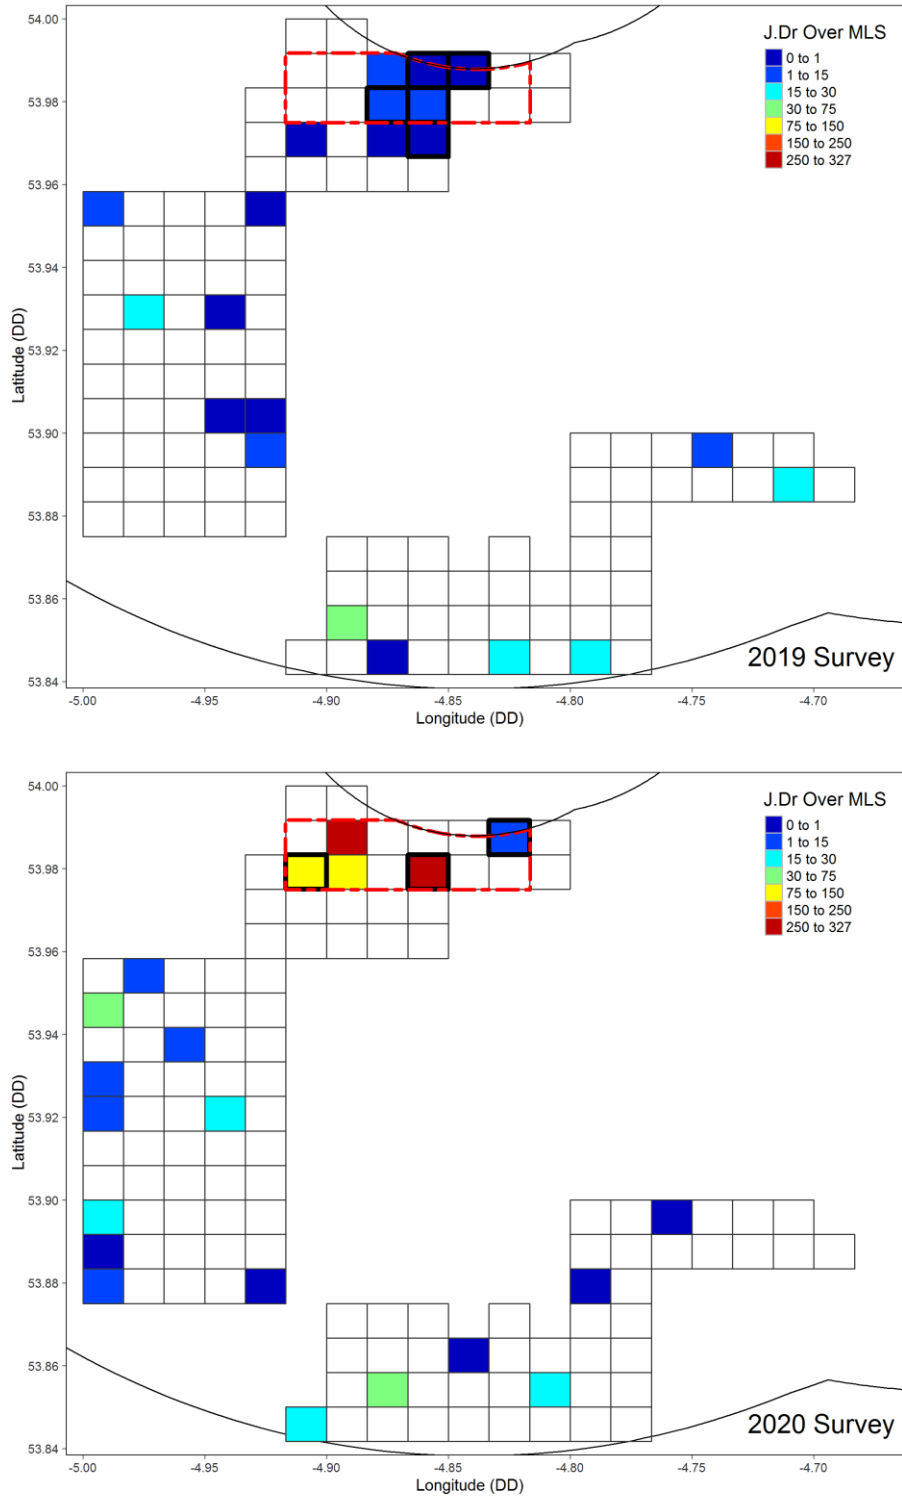 54.00
53.98
53.96
53.94
53.92
53.90
53.88
53.86
53.84
Latitude (DD)
J.Dr Over MLS
0 to 1
1 to 15
15 to 30
30 to 75
75 to 150
150 to 250
250 to 327
2019 Survey
-5.00 -4.95 -4.90 -4.85 -4.80 -4.75 -4.70
Longitude (DD)
54.00
53.98
53.96
53.94
53.92
53.90
53.88
53.86
53.84
Latitude (DD)
J.Dr Over MLS
0 to 1
1 to 15
15 to 30
30 to 75
75 to 150
150 to 250
250 to 327
2020 Survey
-5.00 -4.95 -4.90 -4.85 -4.80 -4.75 -4.70
Longitude (DD)